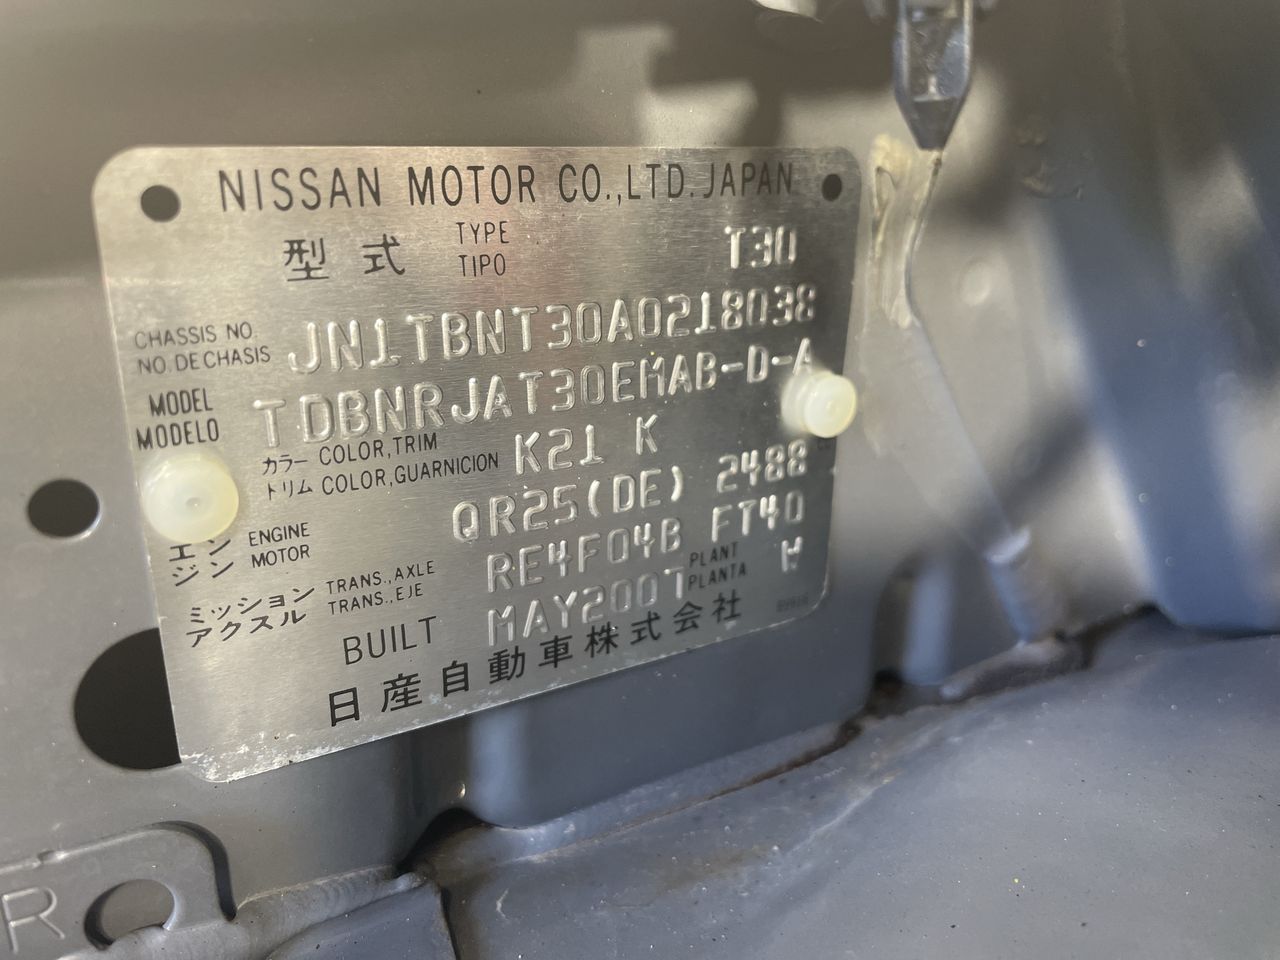 NISSAN MOTOR CO.,LTD. JAPAN
型式 TYPE TIPO T30
CHASSIS NO. NO. DE CHASIS JN1TBNT30A0218038
MODEL MODELO TDBNRJAT30EMAB-D-A
カラー COLOR,TRIM トリム COLOR,GUARNICION K21 K
エンジン ENGINE MOTOR QR25(DE) 2488
ミッション アクスル TRANS.,AXLE TRANS.,EJE RE4F04B FT40
BUILT MAY2007 PLANT PLANTA W
日産自動車株式会社
R